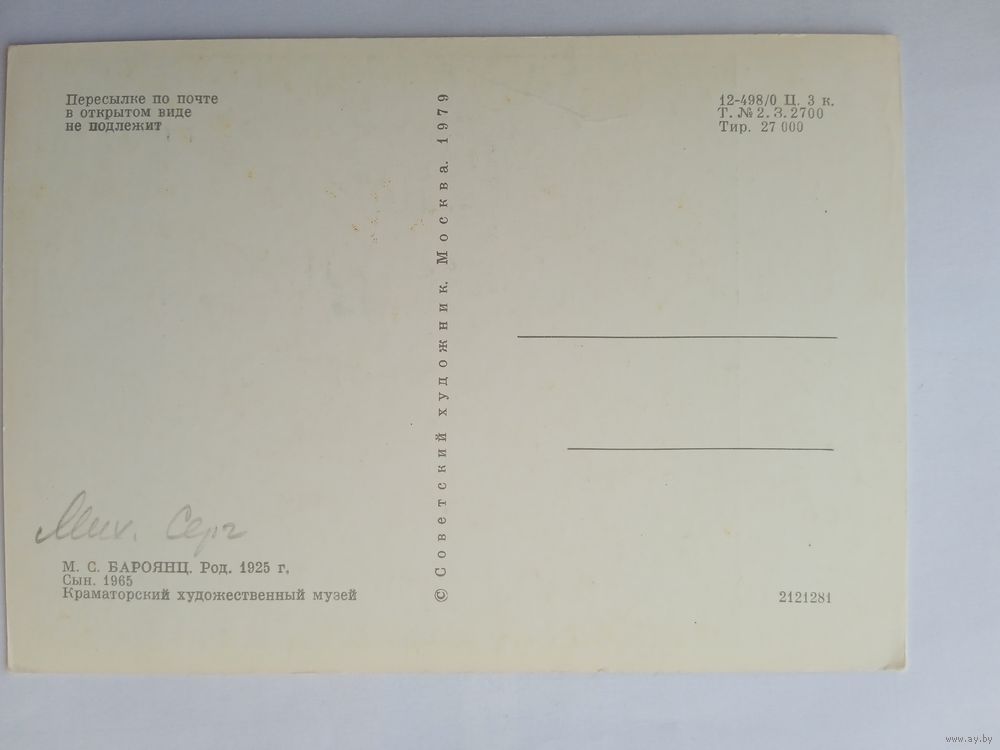 Пересылке по почте
в открытом виде
не подлежит
© Советский художник. Москва. 1979
12-498/0 Ц. 3 к.
Т. № 2. З. 2700
Тир. 27 000
Мих. Серг
М. С. БАРОЯНЦ. Род. 1925 г.
Сын. 1965
Краматорский художественный музей
2121281
www.ay.by